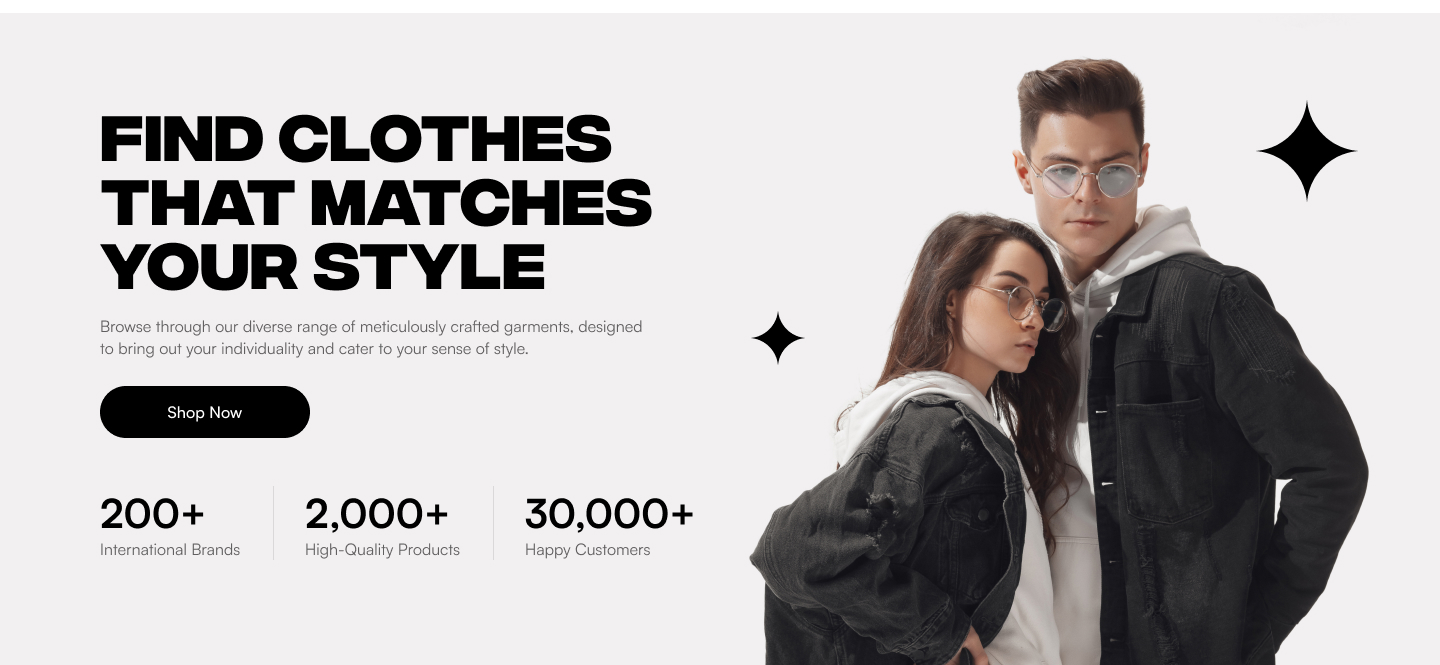 FIND CLOTHES
THAT MATCHES
YOUR STYLE
Browse through our diverse range of meticulously crafted garments, designed
to bring out your individuality and cater to your sense of style.
Shop Now
200+
International Brands
2,000+
High-Quality Products
30,000+
Happy Customers